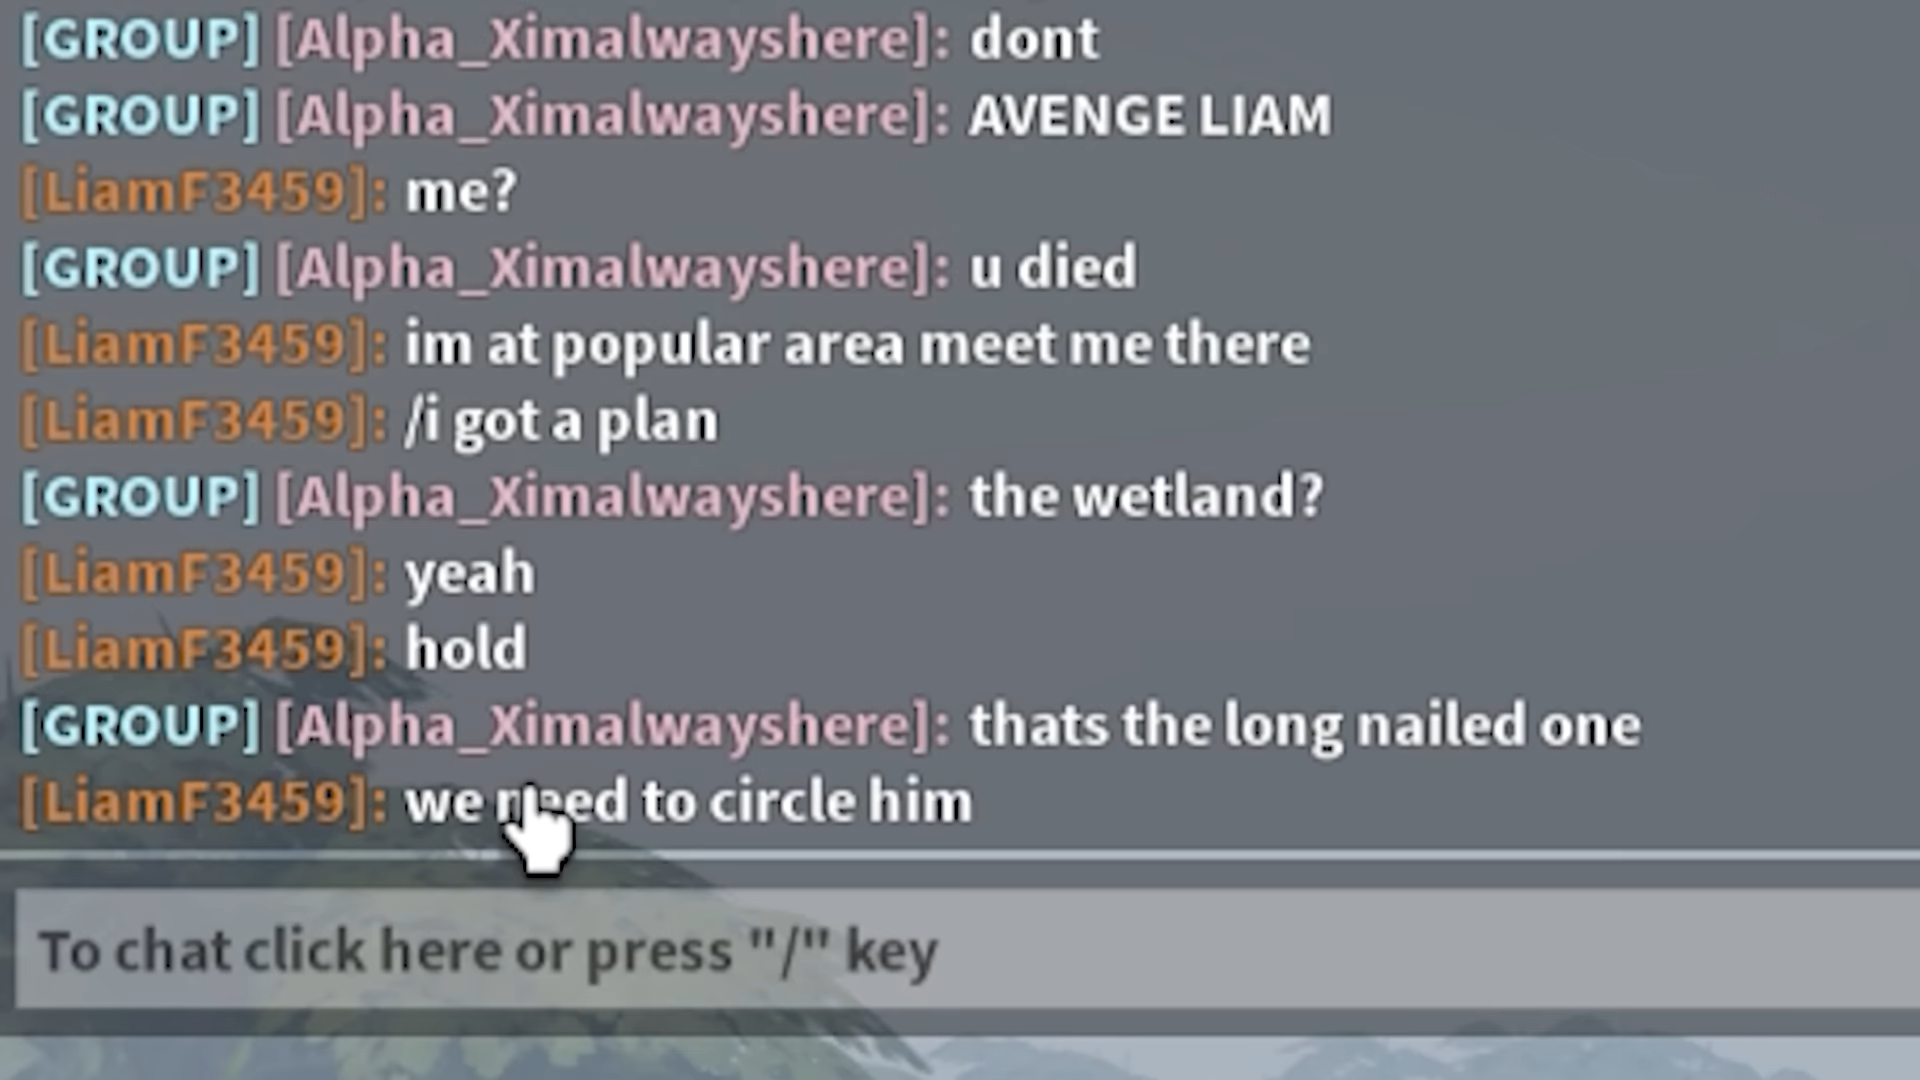 [GROUP] [Alpha_Ximalwayshere]: dont
[GROUP] [Alpha_Ximalwayshere]: AVENGE LIAM
[LiamF3459]: me?
[GROUP] [Alpha_Ximalwayshere]: u died
[LiamF3459]: im at popular area meet me there
[LiamF3459]: /i got a plan
[GROUP] [Alpha_Ximalwayshere]: the wetland?
[LiamF3459]: yeah
[LiamF3459]: hold
[GROUP] [Alpha_Ximalwayshere]: thats the long nailed one
[LiamF3459]: we need to circle him
To chat click here or press "/" key